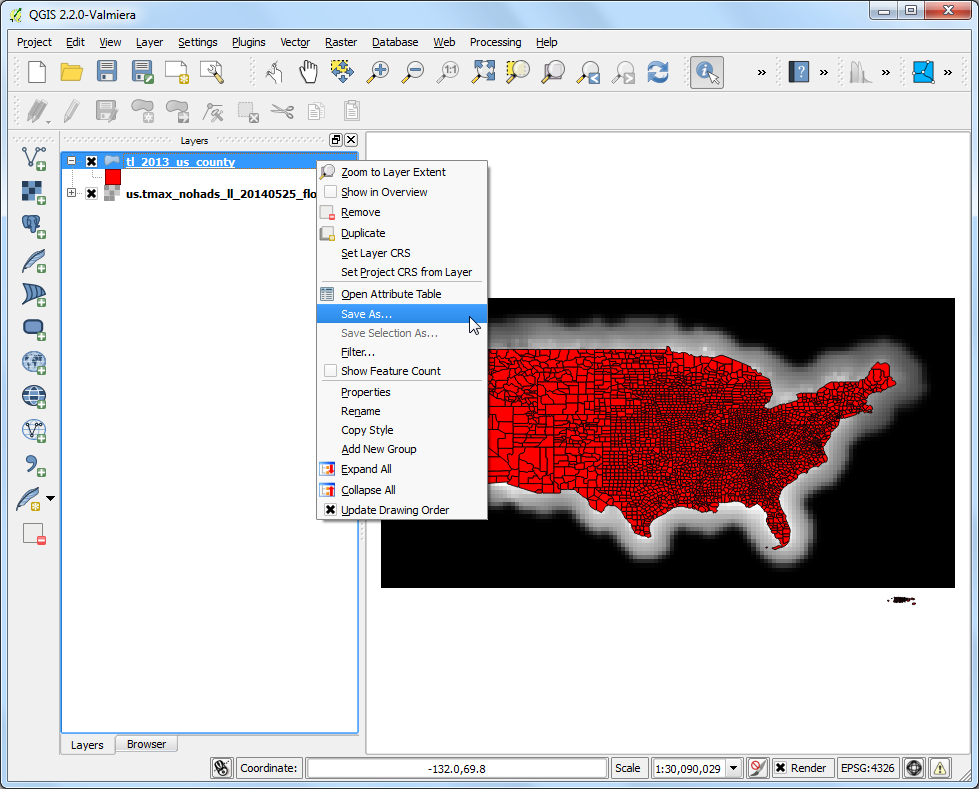 QGIS 2.2.0-Valmiera
Project Edit View Layer Settings Plugins Vector Raster Database Web Processing Help
1:1 » ? » » »
Layers
tl_2013_us_county
us.tmax_nohads_ll_20140525_flo
Zoom to Layer Extent
Show in Overview
Remove
Duplicate
Set Layer CRS
Set Project CRS from Layer
Open Attribute Table
Save As...
Save Selection As...
Filter...
Show Feature Count
Properties
Rename
Copy Style
Add New Group
Expand All
Collapse All
Update Drawing Order
Layers Browser
Coordinate: -132.0,69.8 Scale 1:30,090,029 Render EPSG:4326